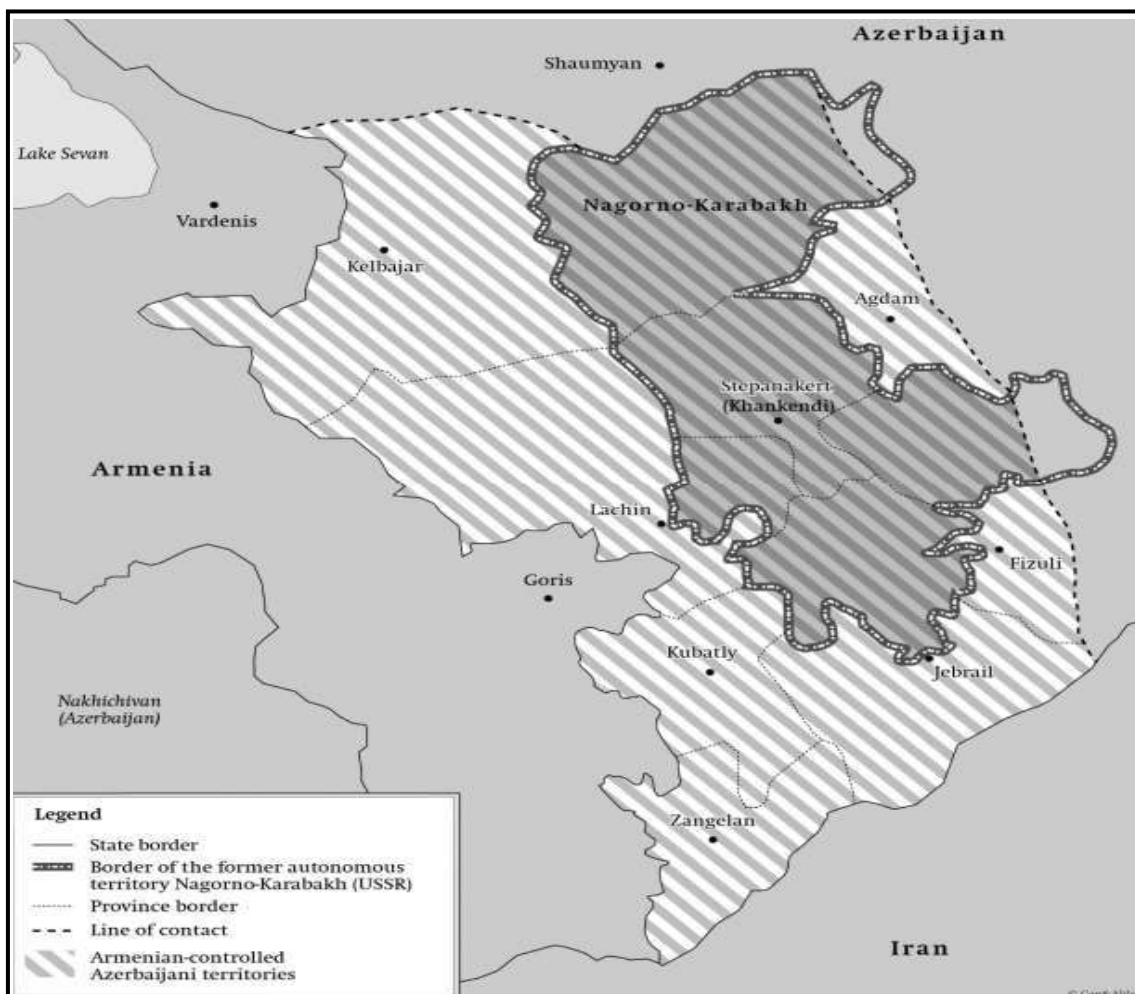 Azerbaijan
Shaumyan
Lake Sevan
Vardenis
Nagorno-Karabakh
Kelbajar
Agdam
Stepanakert
(Khankendi)
Armenia
Lachin
Goris
Fizuli
Kubatly
Jebrail
Nakhichivan
(Azerbaijan)
Zangelan
Iran
Legend
State border
Border of the former autonomous
territory Nagorno-Karabakh (USSR)
Province border
Line of contact
Armenian-controlled
Azerbaijani territories